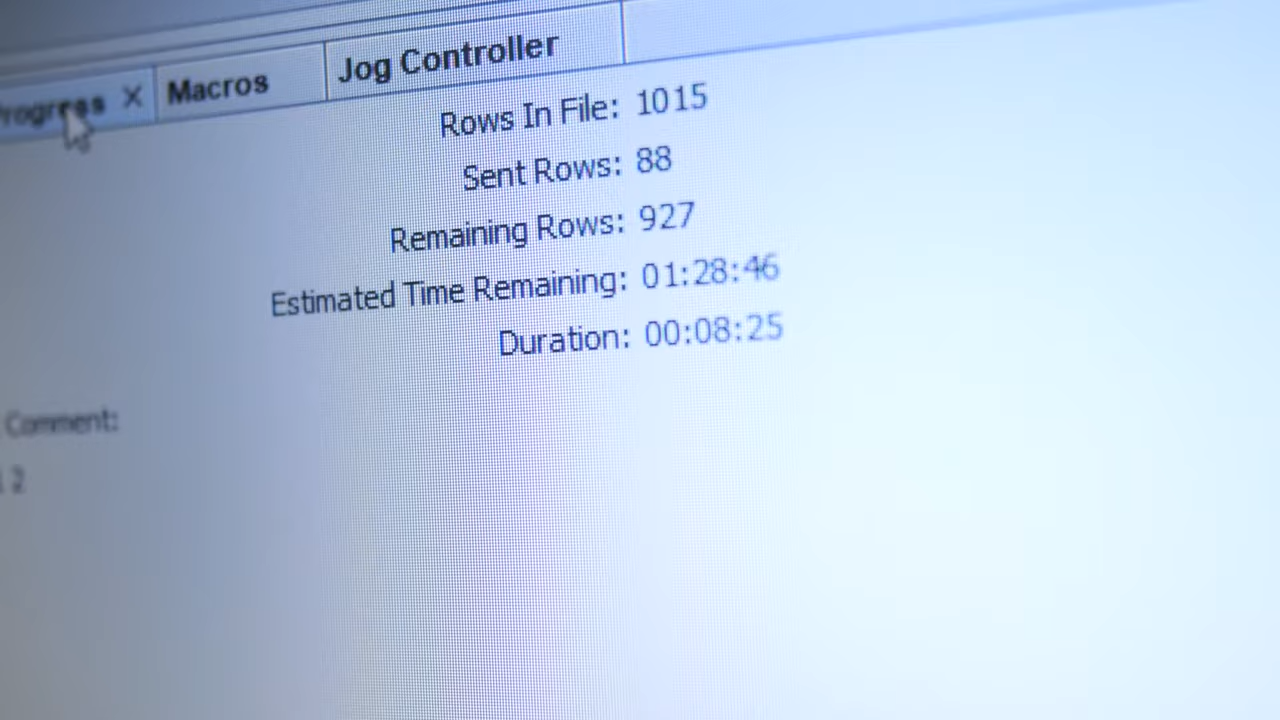 Progress Macros Jog Controller
Rows In File: 1015
Sent Rows: 88
Remaining Rows: 927
Estimated Time Remaining: 01:28:46
Duration: 00:08:25
Comment:
2